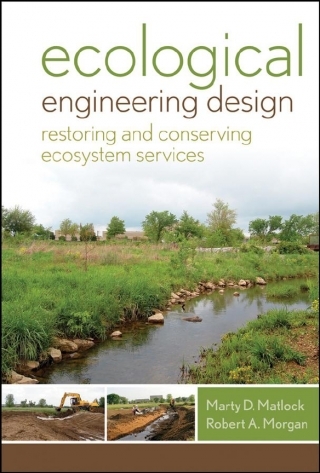 ecological
engineering design
restoring and conserving
ecosystem services
Marty D. Matlock
Robert A. Morgan